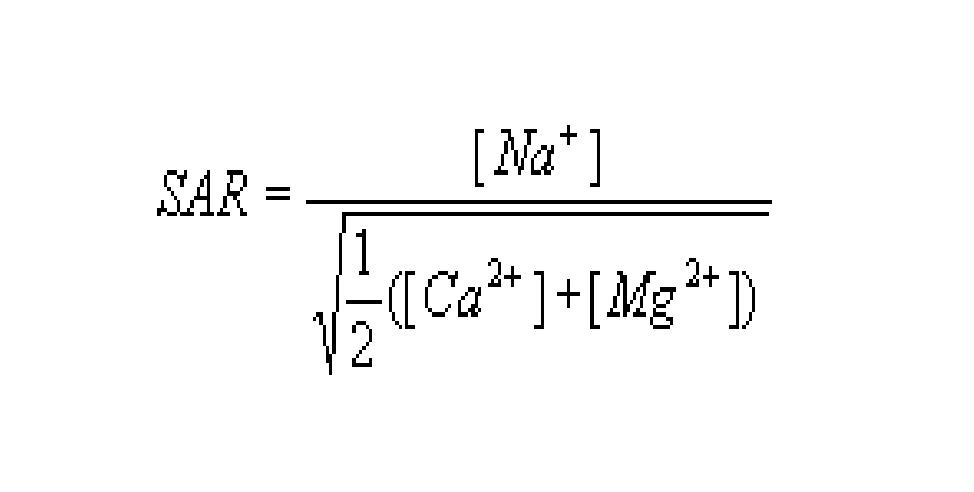 SAR = [Na⁺] / √(1/2([Ca²⁺]+[Mg²⁺]))